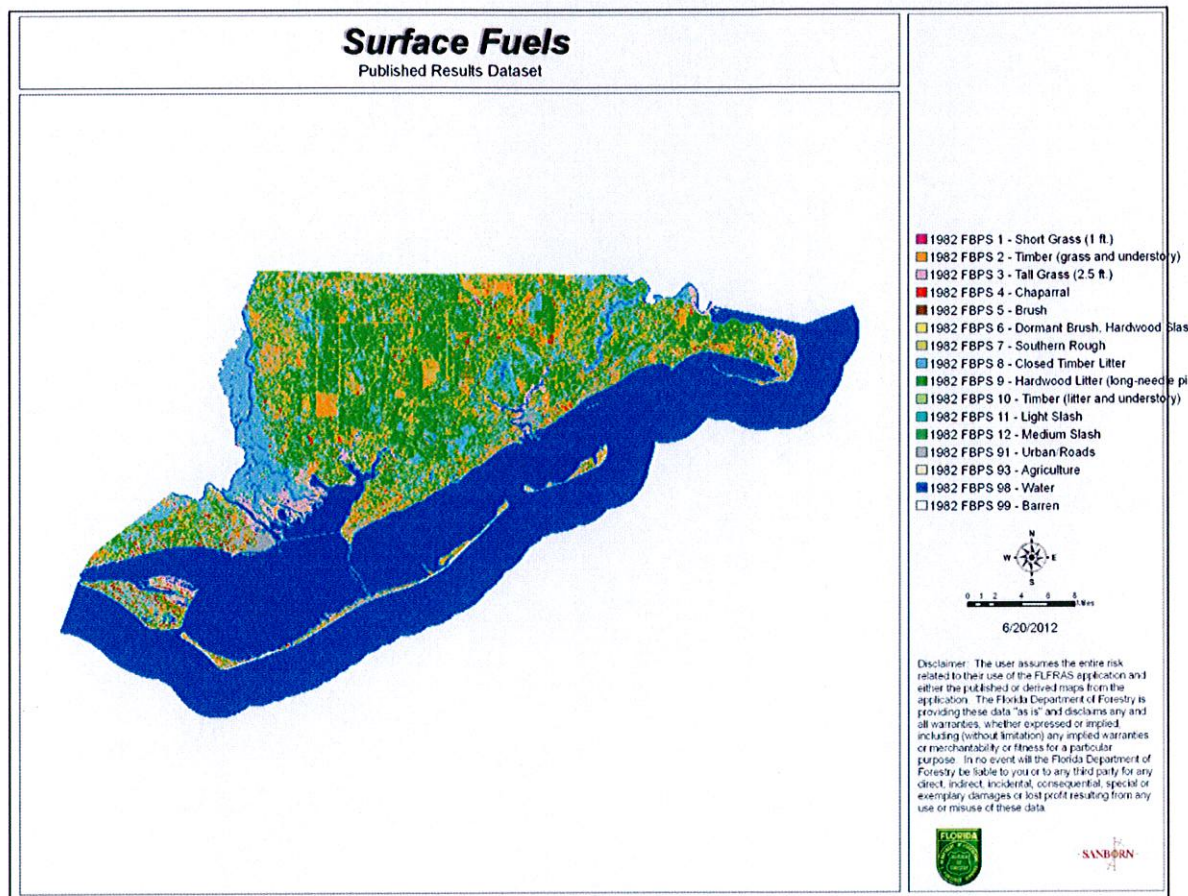 Surface Fuels
Published Results Dataset
1982 FBPS 1 - Short Grass (1 ft.)
1982 FBPS 2 - Timber (grass and understory)
1982 FBPS 3 - Tall Grass (2.5 ft.)
1982 FBPS 4 - Chaparral
1982 FBPS 5 - Brush
1982 FBPS 6 - Dormant Brush, Hardwood Slas
1982 FBPS 7 - Southern Rough
1982 FBPS 8 - Closed Timber Litter
1982 FBPS 9 - Hardwood Litter (long-needle pi
1982 FBPS 10 - Timber (litter and understory)
1982 FBPS 11 - Light Slash
1982 FBPS 12 - Medium Slash
1982 FBPS 91 - Urban/Roads
1982 FBPS 93 - Agriculture
1982 FBPS 98 - Water
1982 FBPS 99 - Barren
N
W E
S
0 1 2 4 6 8 Miles
6/20/2012
Disclaimer: The user assumes the entire risk
related to their use of the FLFRAS application and
either the published or derived maps from the
application. The Florida Department of Forestry is
providing these data "as is" and disclaims any and
all warranties, whether expressed or implied,
including (without limitation) any implied warranties
or merchantability or fitness for a particular
purpose. In no event will the Florida Department of
Forestry be liable to you or to any third party for any
direct, indirect, incidental, consequential, special or
exemplary damages or lost profit resulting from any
use or misuse of these data.
FLORIDA
SANBORN